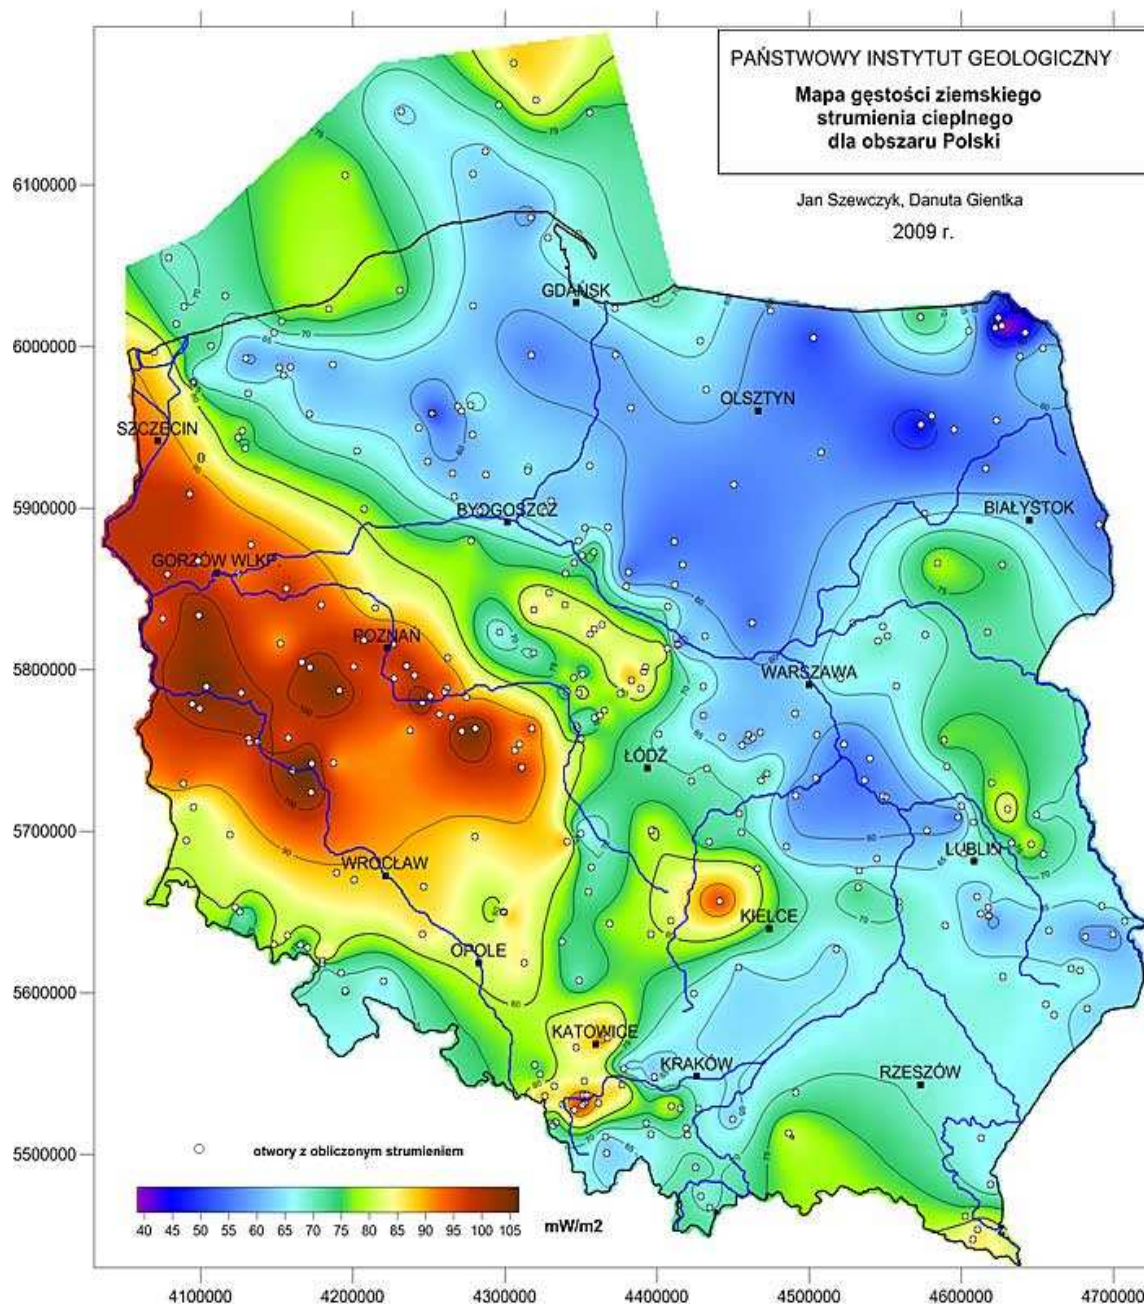 PAŃSTWOWY INSTYTUT GEOLOGICZNY
Mapa gęstości ziemskiego
strumienia cieplnego
dla obszaru Polski
Jan Szewczyk, Danuta Gientka
2009 r.
6100000
6000000
5900000
5800000
5700000
5600000
5500000
GDAŃSK
OLSZTYN
SZCZECIN
BYDGOSZCZ
BIAŁYSTOK
GORZÓW WLKP.
POZNAŃ
WARSZAWA
ŁÓDŹ
LUBLIN
WROCŁAW
KIELCE
OPOLE
KATOWICE
KRAKÓW
RZESZÓW
otwory z obliczonym strumieniem
40 45 50 55 60 65 70 75 80 85 90 95 100 105
mW/m2
4100000 4200000 4300000 4400000 4500000 4600000 4700000